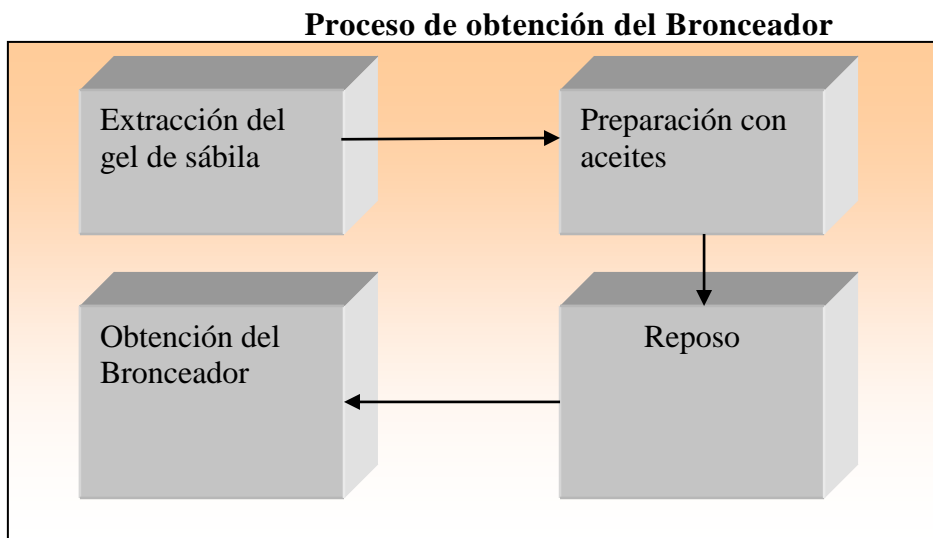 Proceso de obtención del Bronceador
Extracción del
gel de sábila
Preparación con
aceites
Reposo
Obtención del
Bronceador